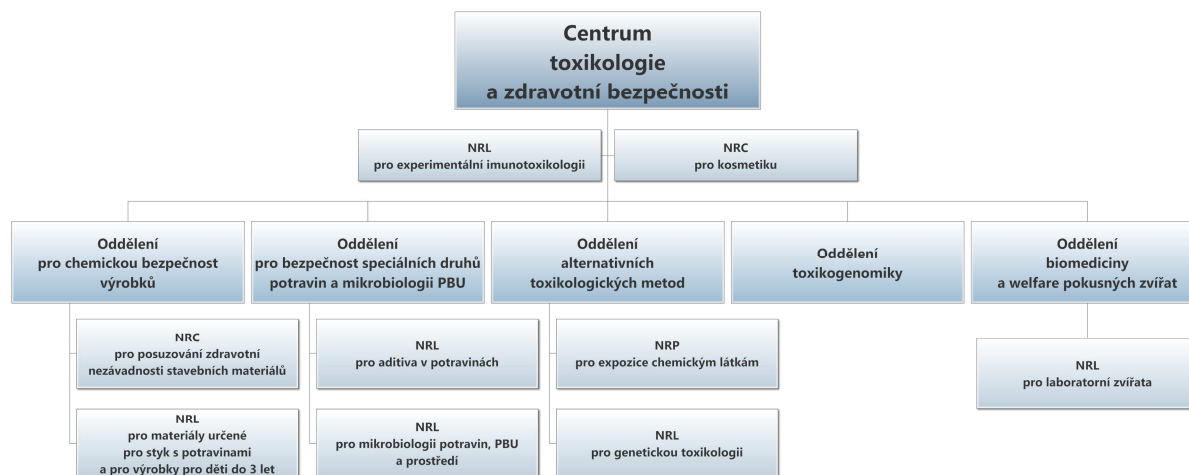 Centrum
toxikologie
a zdravotní bezpečnosti
NRL
pro experimentální imunotoxikologii
NRC
pro kosmetiku
Oddělení
pro chemickou bezpečnost
výrobků
Oddělení
pro bezpečnost speciálních druhů
potravin a mikrobiologii PBU
Oddělení
alternativních
toxikologických metod
Oddělení
toxikogenomiky
Oddělení
biomediciny
a welfare pokusných zvířat
NRC
pro posuzování zdravotní
nezávadnosti stavebních materiálů
NRL
pro materiály určené
pro styk s potravinami
a pro výrobky pro děti do 3 let
NRL
pro aditiva v potravinách
NRL
pro mikrobiologii potravin, PBU
a prostředí
NRP
pro expozice chemickým látkám
NRL
pro genetickou toxikologii
NRL
pro laboratorní zvířata